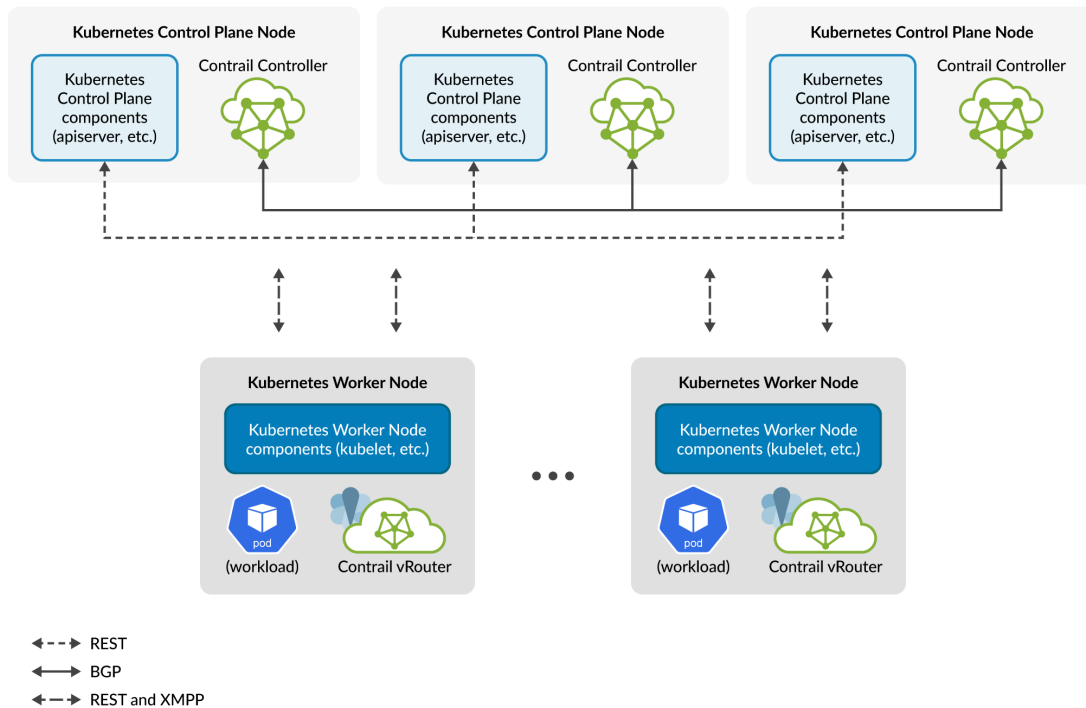 Kubernetes Control Plane Node
Kubernetes
Control Plane
components
(apiserver, etc.)
Contrail Controller
Kubernetes Control Plane Node
Kubernetes
Control Plane
components
(apiserver, etc.)
Contrail Controller
Kubernetes Control Plane Node
Kubernetes
Control Plane
components
(apiserver, etc.)
Contrail Controller
Kubernetes Worker Node
Kubernetes Worker Node
components (kubelet, etc.)
pod
(workload)
Contrail vRouter
Kubernetes Worker Node
Kubernetes Worker Node
components (kubelet, etc.)
pod
(workload)
Contrail vRouter
REST
BGP
REST and XMPP